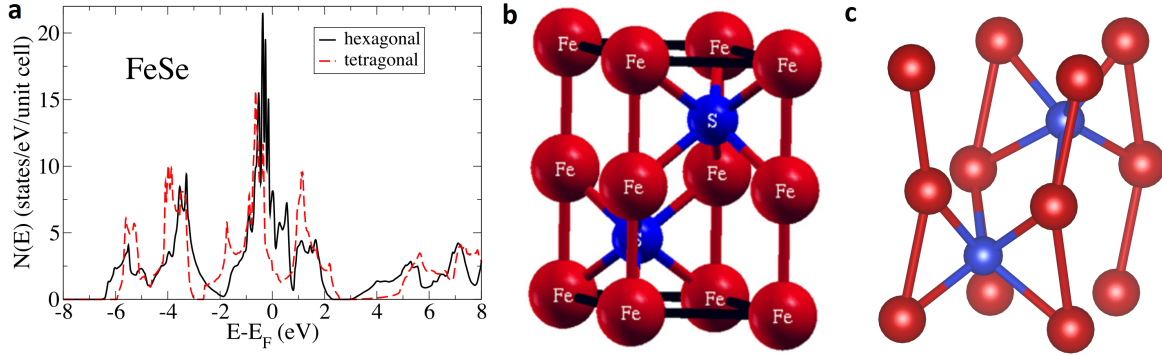 a
FeSe
hexagonal
tetragonal
N(E) (states/eV/unit cell)
20
15
10
5
0
-8
-6
-4
-2
0
2
4
6
8
E-E_F (eV)
b
Fe
Fe
Fe
Fe
S
Fe
Fe
Fe
Fe
S
Fe
Fe
Fe
Fe
c